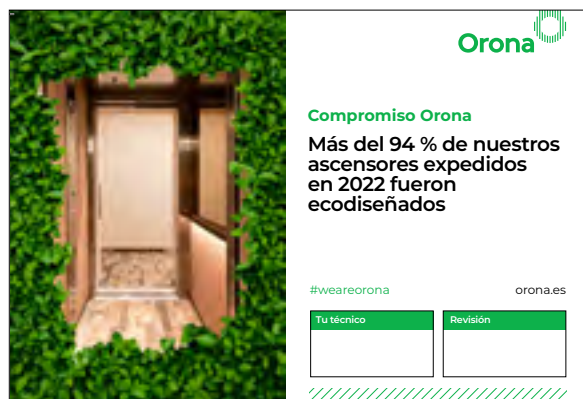 Orona
Compromiso Orona
Más del 94 % de nuestros
ascensores expedidos
en 2022 fueron
ecodiseñados
#weareorona
orona.es
Tu técnico
Revisión